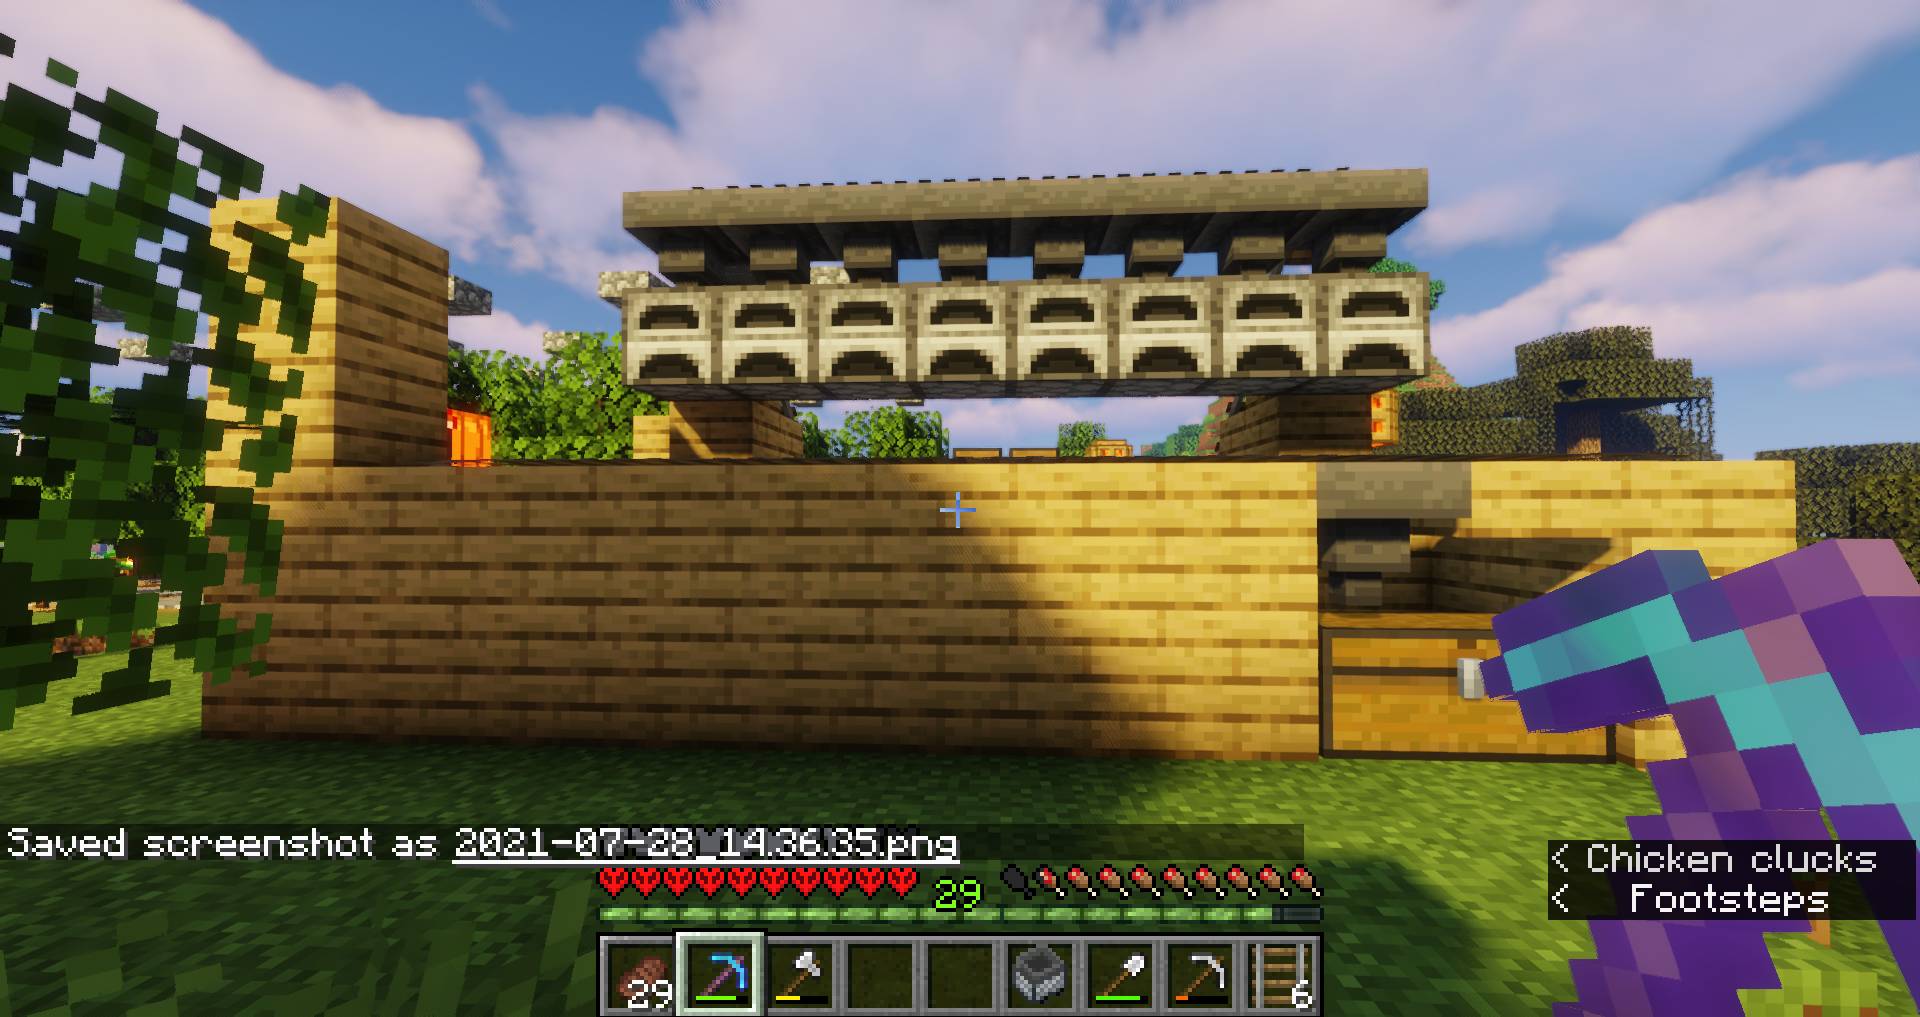 Saved screenshot as 2021-07-28_14.36.35.png
< Chicken clucks
< Footsteps
29
29
6